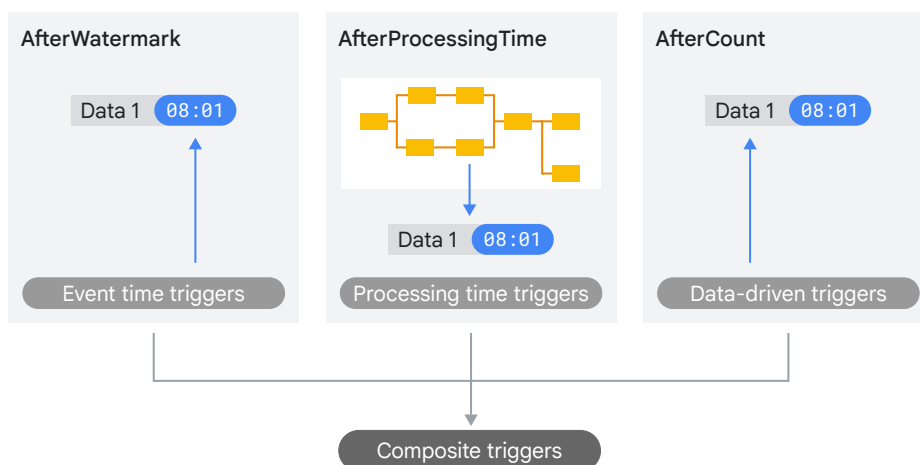 AfterWatermark
Data 1 08:01
Event time triggers
AfterProcessingTime
Data 1 08:01
Processing time triggers
AfterCount
Data 1 08:01
Data-driven triggers
Composite triggers